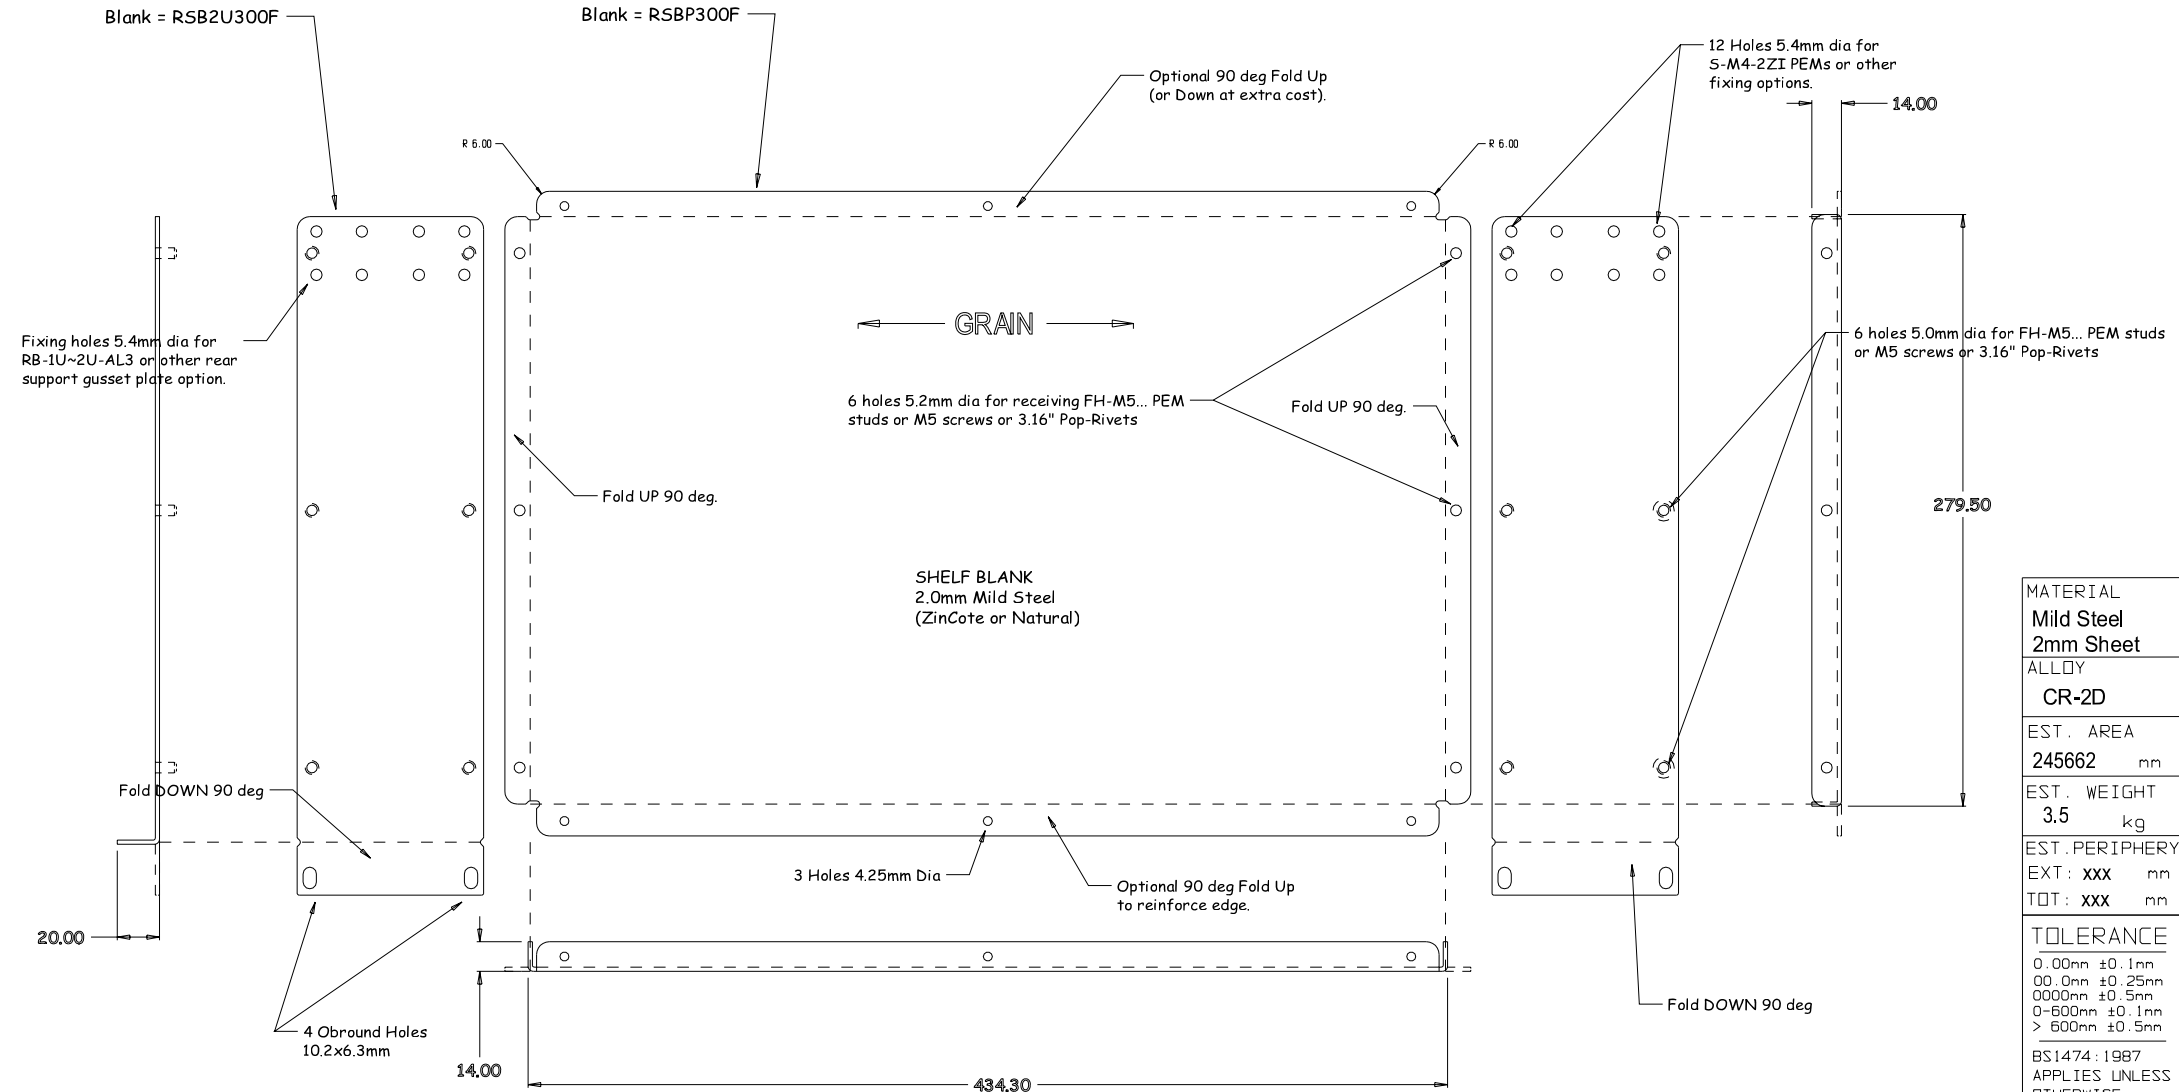 Blank = RSB2U300F
Blank = RSBP300F
12 Holes 5.4mm dia for
S-M4-2ZI PEMs or other
fixing options.
Optional 90 deg Fold Up
(or Down at extra cost).
14.00
R 6.00
R 6.00
GRAIN
Fixing holes 5.4mm dia for
RB-1U~2U-AL3 or other rear
support gusset plate option.
6 holes 5.0mm dia for FH-M5... PEM studs
or M5 screws or 3.16" Pop-Rivets
6 holes 5.2mm dia for receiving FH-M5... PEM
studs or M5 screws or 3.16" Pop-Rivets
Fold UP 90 deg.
Fold UP 90 deg.
279.50
SHELF BLANK
2.0mm Mild Steel
(ZinCote or Natural)
Fold DOWN 90 deg
3 Holes 4.25mm Dia
Optional 90 deg Fold Up
to reinforce edge.
20.00
Fold DOWN 90 deg
4 Obround Holes
10.2x6.3mm
14.00
434.30
MATERIAL
Mild Steel
2mm Sheet
ALLOY
CR-2D
EST. AREA
245662 mm
EST. WEIGHT
3.5 kg
EST.PERIPHERY
EXT: xxx mm
TOT: xxx mm
TOLERANCE
0.00mm ±0.1mm
00.0mm ±0.25mm
0000mm ±0.5mm
0-600mm ±0.1mm
> 600mm ±0.5mm
BS1474:1987
APPLIES UNLESS
OTHERWISE